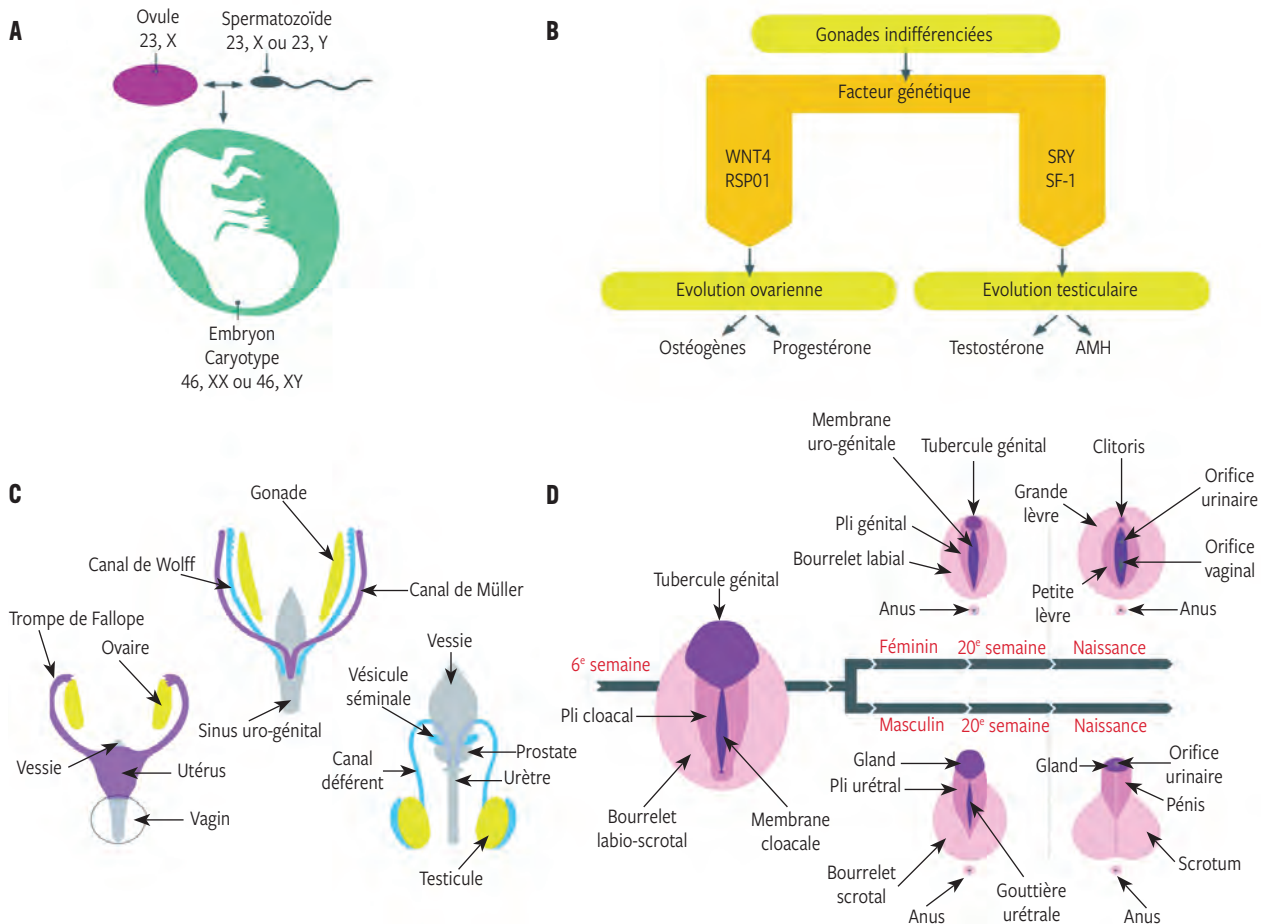 A
Ovule
23, X
Spermatozoïde
23, X ou 23, Y
Embryon
Caryotype
46, XX ou 46, XY
B
Gonades indifférenciées
Facteur génétique
WNT4
RSP01
SRY
SF-1
Evolution ovarienne
Evolution testiculaire
Ostéogènes
Progestérone
Testostérone
AMH
C
Gonade
Canal de Wolff
Canal de Müller
Trompe de Fallope
Ovaire
Sinus uro-génital
Vessie
Utérus
Vagin
Vessie
Vésicule
séminale
Prostate
Canal
déférent
Urètre
Testicule
D
Membrane
uro-génitale
Tubercule génital
Pli génital
Bourrelet labial
Anus
Clitoris
Grande
lèvre
Orifice
urinaire
Orifice
vaginal
Petite
lèvre
Anus
Tubercule génital
6e semaine
Pli cloacal
Bourrelet
labio-scrotal
Membrane
cloacale
Féminin
20e semaine
Naissance
Masculin
20e semaine
Naissance
Gland
Pli urétral
Bourrelet
scrotal
Anus
Gouttière
urétrale
Gland
Orifice
urinaire
Pénis
Scrotum
Anus